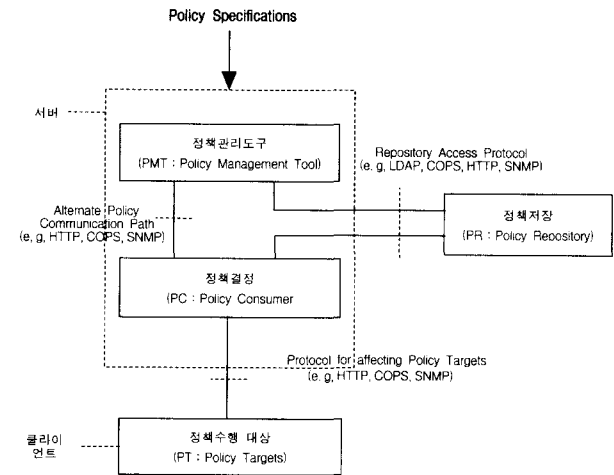 Policy Specifications
서버
정책관리도구
(PMT : Policy Management Tool)
Repository Access Protocol
(e. g, LDAP, COPS, HTTP, SNMP)
Alternate Policy
Communication Path
(e, g, HTTP, COPS, SNMP)
정책저장
(PR : Policy Repository)
정책결정
(PC : Policy Consumer
Protocol for affecting Policy Targets
(e. g, HTTP, COPS, SNMP)
클라이
언트
정책수행 대상
(PT : Policy Targets)